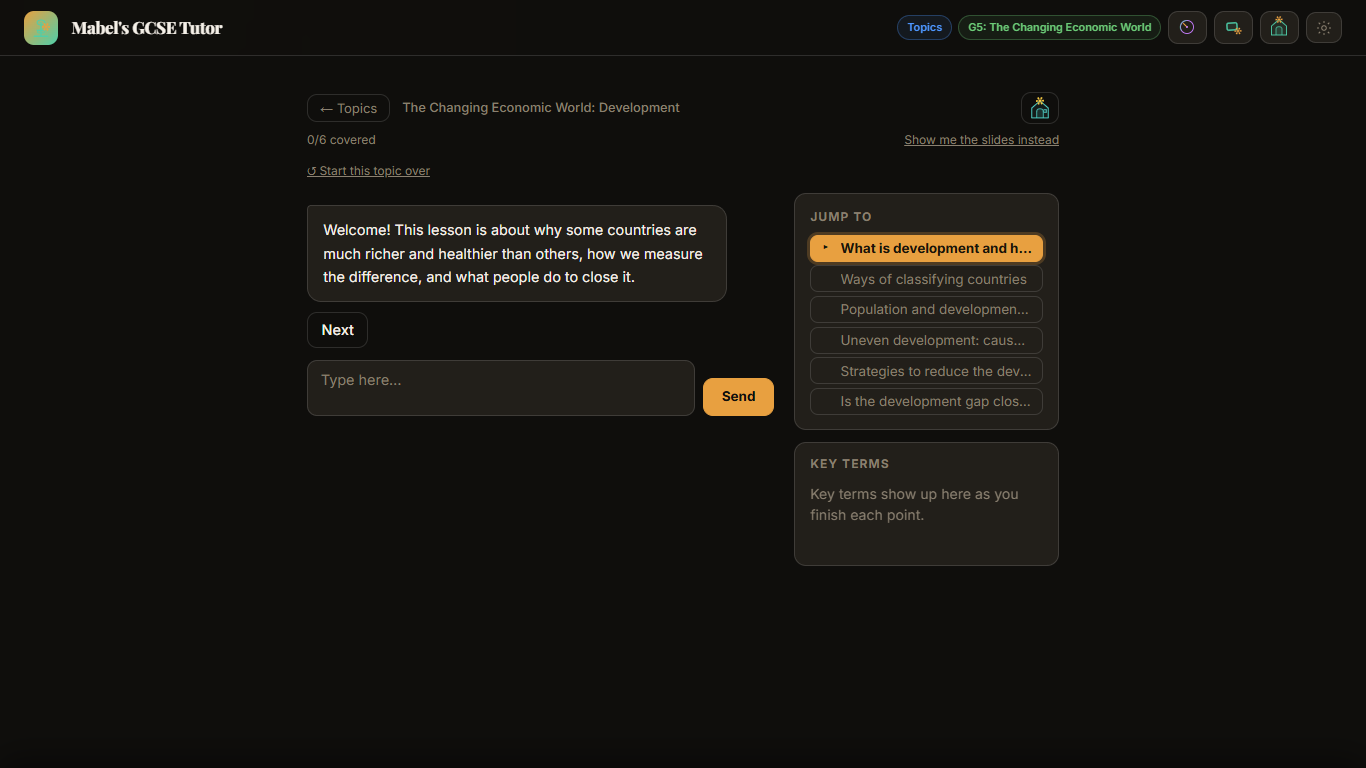 Mabel's GCSE Tutor
Topics
G5: The Changing Economic World
← Topics
The Changing Economic World: Development
0/6 covered
Show me the slides instead
↺ Start this topic over
Welcome! This lesson is about why some countries are
much richer and healthier than others, how we measure
the difference, and what people do to close it.
Next
Type here...
Send
JUMP TO
What is development and h...
Ways of classifying countries
Population and developmen...
Uneven development: caus...
Strategies to reduce the dev...
Is the development gap clos...
KEY TERMS
Key terms show up here as you
finish each point.